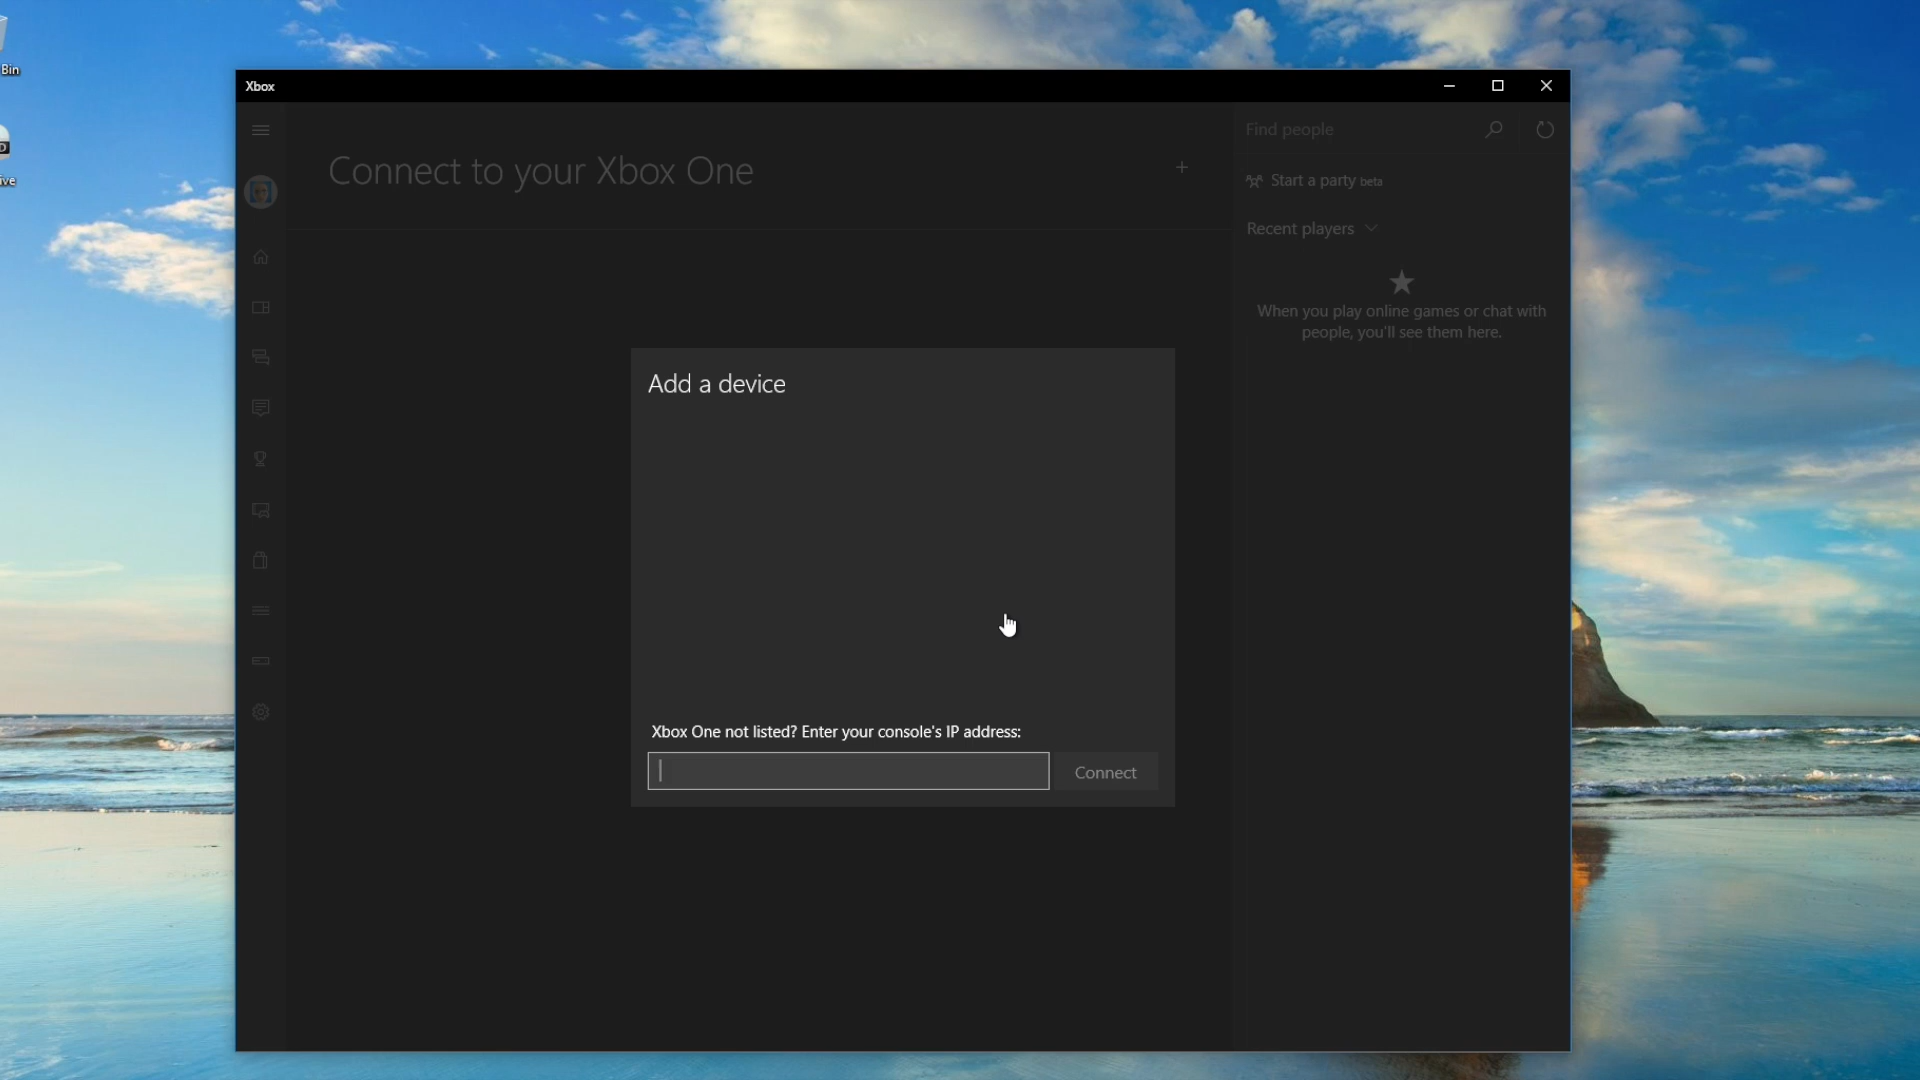 Bin
ive
Xbox
Find people
Connect to your Xbox One
Start a party beta
Recent players
When you play online games or chat with
people, you'll see them here.
Add a device
Xbox One not listed? Enter your console's IP address:
Connect